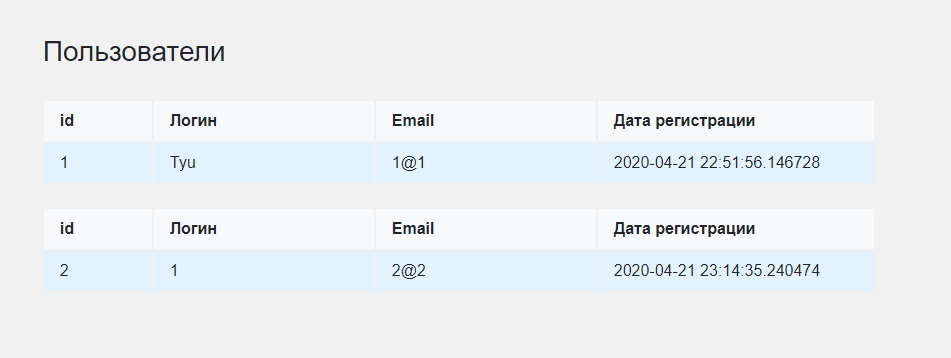 Пользователи
id Логин Email Дата регистрации
1 Tyu 1@1 2020-04-21 22:51:56.146728
id Логин Email Дата регистрации
2 1 2@2 2020-04-21 23:14:35.240474